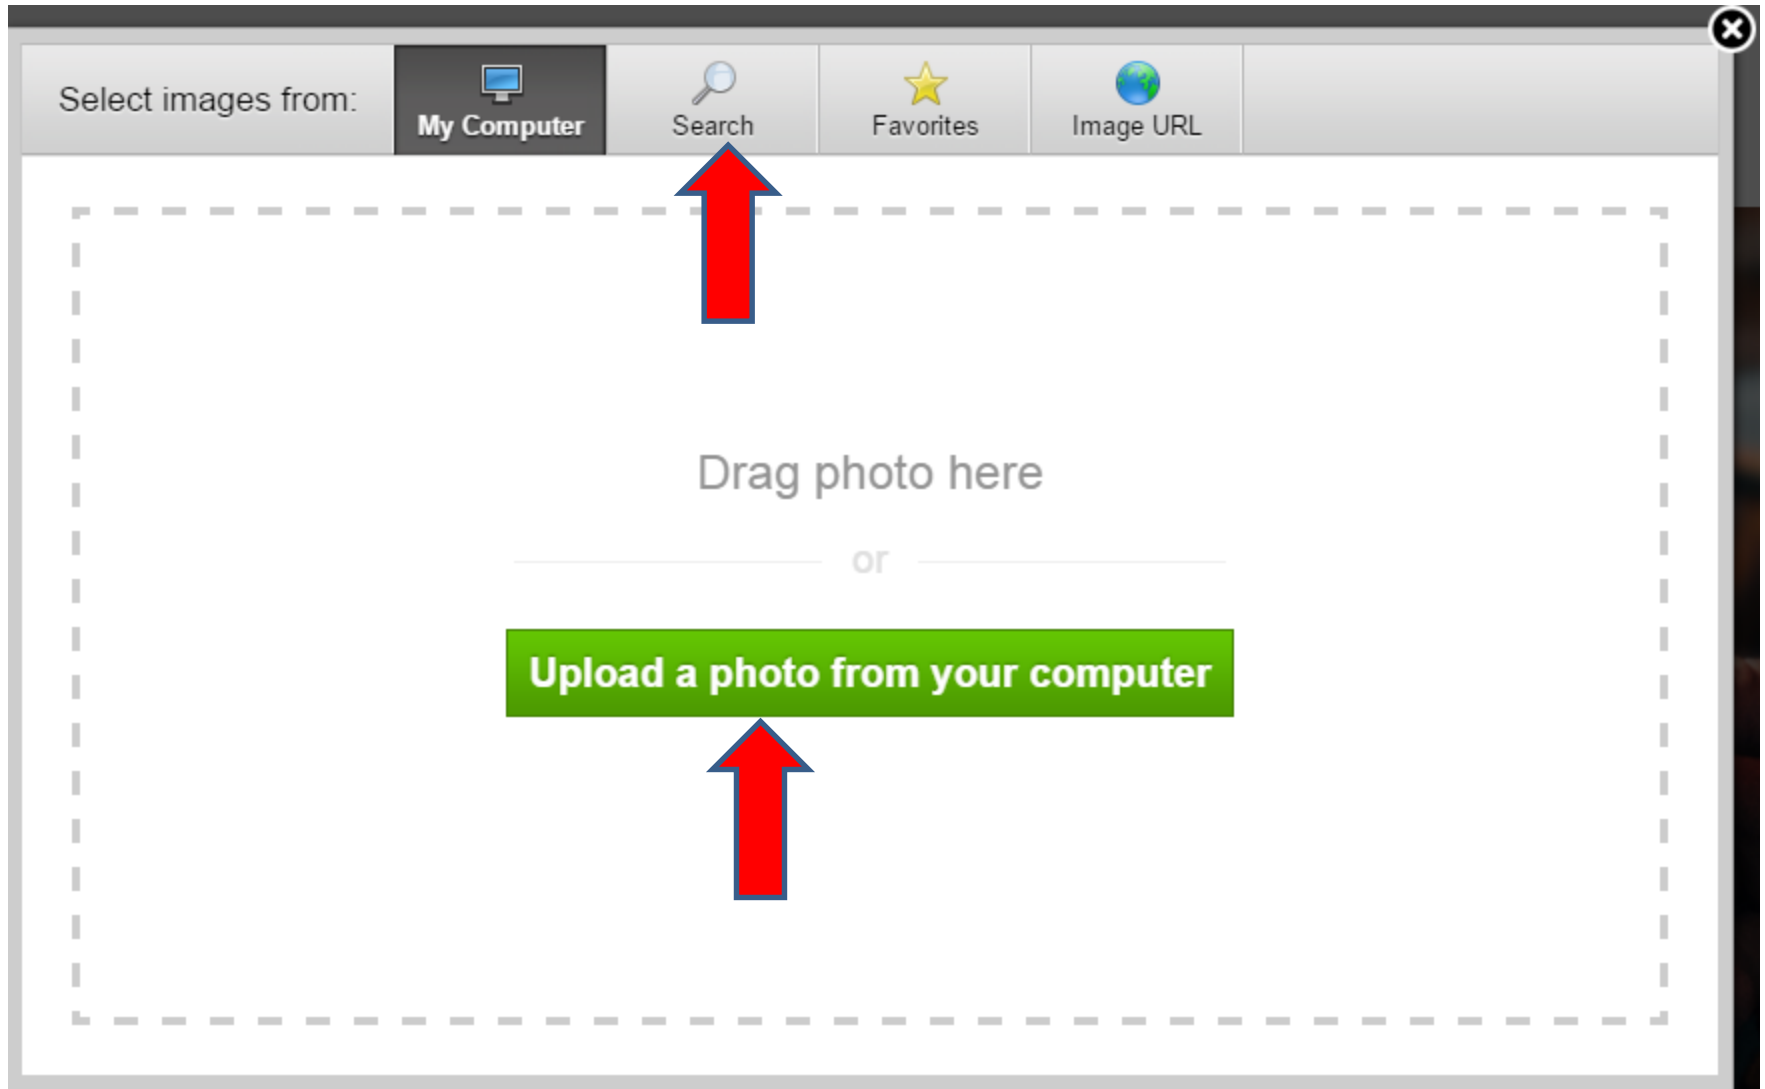 Select images from:
My Computer
Search
Favorites
Image URL
Drag photo here
or
Upload a photo from your computer